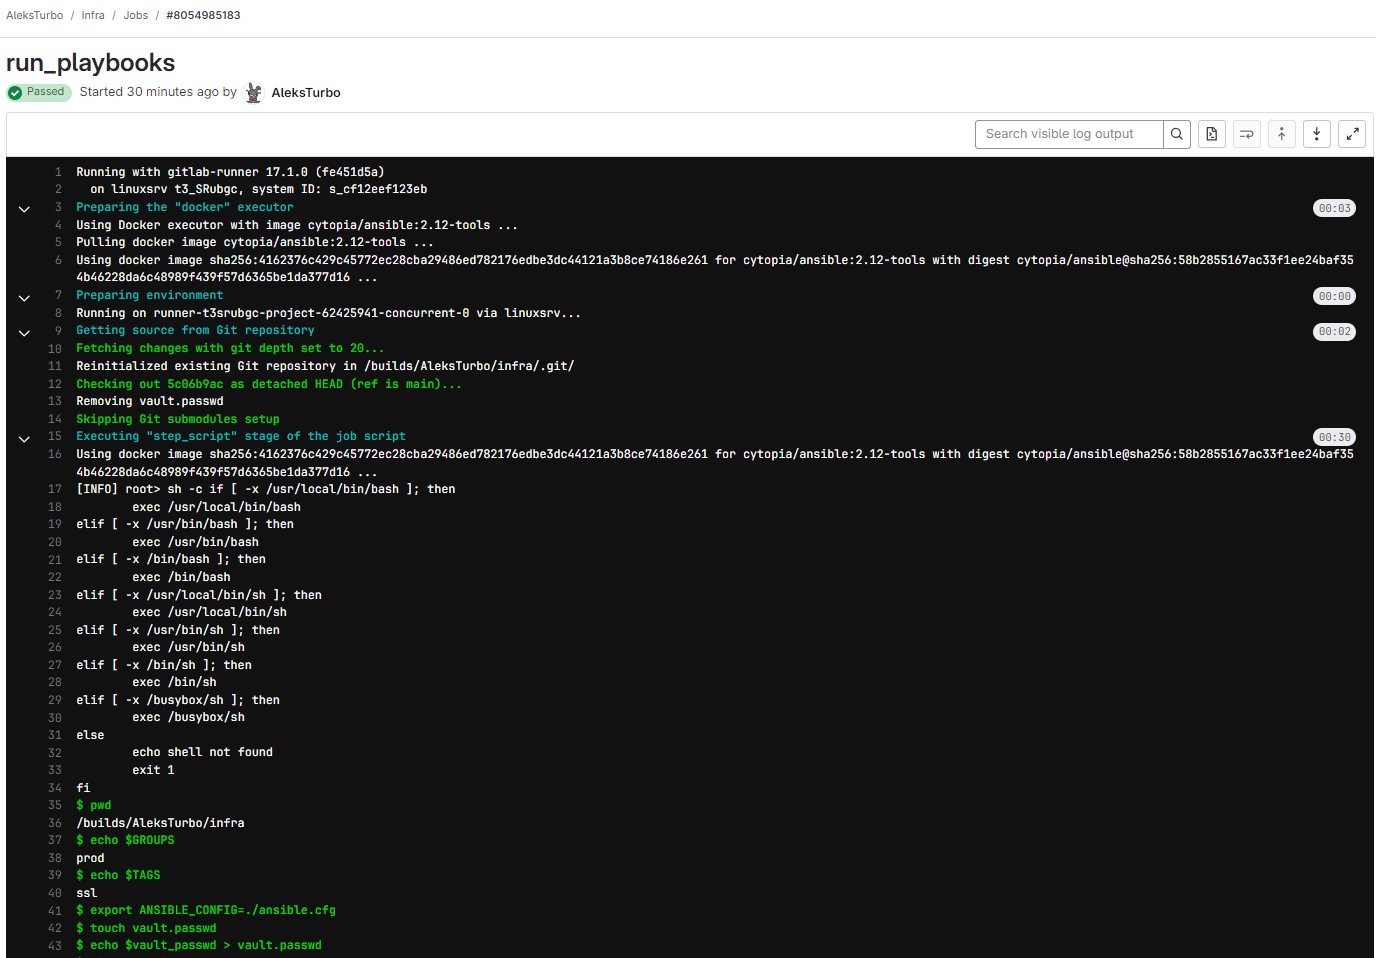 AleksTurbo / Infra / Jobs / #8054985183
run_playbooks
Passed Started 30 minutes ago by AleksTurbo
Search visible log output
1 Running with gitlab-runner 17.1.0 (fe451d5a)
2 on linuxsrv t3_SRubgc, system ID: s_cf12eef123eb
3 Preparing the "docker" executor 00:03
4 Using Docker executor with image cytopia/ansible:2.12-tools ...
5 Pulling docker image cytopia/ansible:2.12-tools ...
6 Using docker image sha256:4162376c429c45772ec28cba29486ed782176edbe3dc44121a3b8ce74186e261 for cytopia/ansible:2.12-tools with digest cytopia/ansible@sha256:58b2855167ac33f1ee24baf35
4b46228da6c48989f439f57d6365be1da377d16 ...
7 Preparing environment 00:00
8 Running on runner-t3srubgc-project-62425941-concurrent-0 via linuxsrv...
9 Getting source from Git repository 00:02
10 Fetching changes with git depth set to 20...
11 Reinitialized existing Git repository in /builds/AleksTurbo/infra/.git/
12 Checking out 5c06b9ac as detached HEAD (ref is main)...
13 Removing vault.passwd
14 Skipping Git submodules setup
15 Executing "step_script" stage of the job script 00:30
16 Using docker image sha256:4162376c429c45772ec28cba29486ed782176edbe3dc44121a3b8ce74186e261 for cytopia/ansible:2.12-tools with digest cytopia/ansible@sha256:58b2855167ac33f1ee24baf35
4b46228da6c48989f439f57d6365be1da377d16 ...
17 [INFO] root> sh -c if [ -x /usr/local/bin/bash ]; then
18 exec /usr/local/bin/bash
19 elif [ -x /usr/bin/bash ]; then
20 exec /usr/bin/bash
21 elif [ -x /bin/bash ]; then
22 exec /bin/bash
23 elif [ -x /usr/local/bin/sh ]; then
24 exec /usr/local/bin/sh
25 elif [ -x /usr/bin/sh ]; then
26 exec /usr/bin/sh
27 elif [ -x /bin/sh ]; then
28 exec /bin/sh
29 elif [ -x /busybox/sh ]; then
30 exec /busybox/sh
31 else
32 echo shell not found
33 exit 1
34 fi
35 $ pwd
36 /builds/AleksTurbo/infra
37 $ echo $GROUPS
38 prod
39 $ echo $TAGS
40 ssl
41 $ export ANSIBLE_CONFIG=./ansible.cfg
42 $ touch vault.passwd
43 $ echo $vault_passwd > vault.passwd